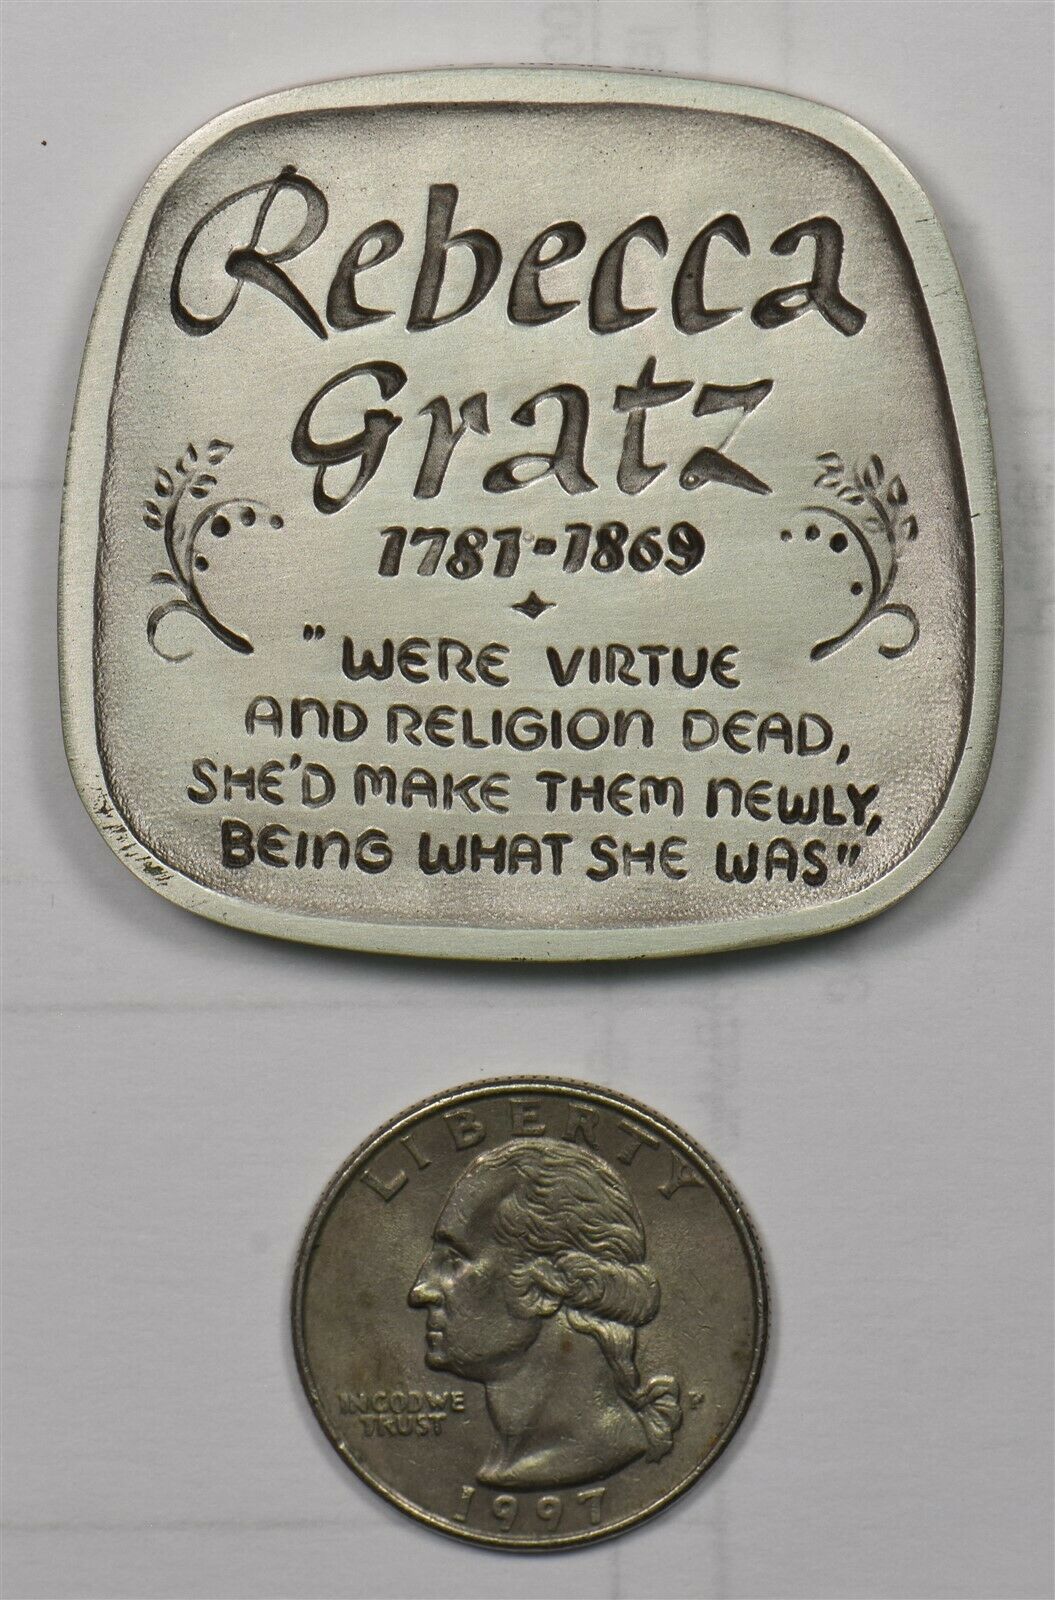 Rebecca
Gratz
1781-1869
"WERE VIRTUE
AND RELIGION DEAD,
SHE'D MAKE THEM NEWLY,
BEING WHAT SHE WAS"
LIBERTY
IN GOD WE
TRUST
P
1997